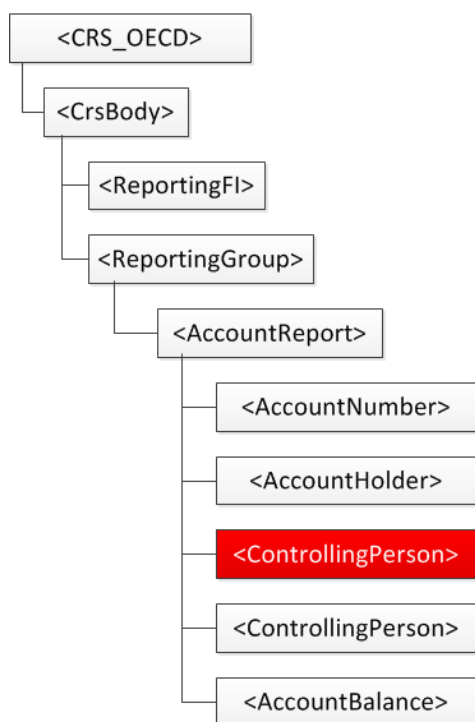 <CRS_OECD>
<CrsBody>
<ReportingFI>
<ReportingGroup>
<AccountReport>
<AccountNumber>
<AccountHolder>
<ControllingPerson>
<ControllingPerson>
<AccountBalance>